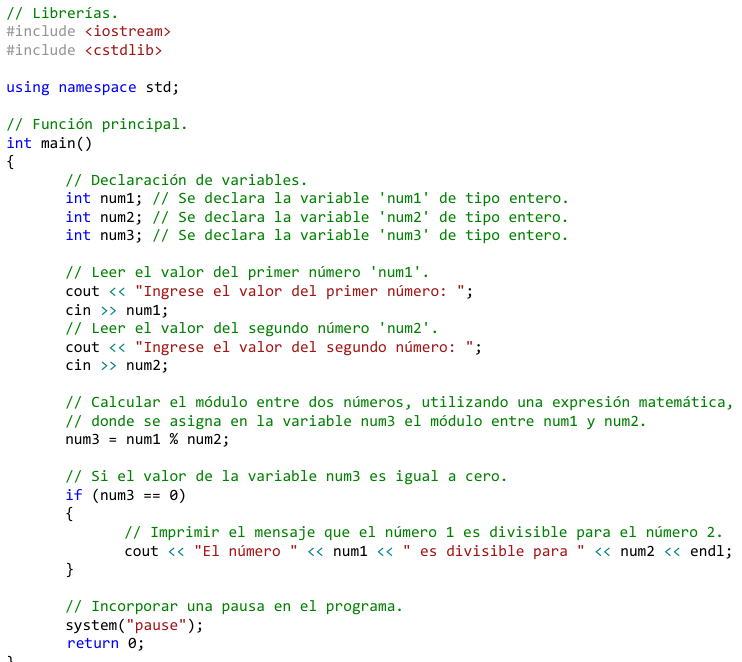 // Librerías.
#include <iostream>
#include <cstdlib>
using namespace std;
// Función principal.
int main()
{
// Declaración de variables.
int num1; // Se declara la variable 'num1' de tipo entero.
int num2; // Se declara la variable 'num2' de tipo entero.
int num3; // Se declara la variable 'num3' de tipo entero.
// Leer el valor del primer número 'num1'.
cout << "Ingrese el valor del primer número: ";
cin >> num1;
// Leer el valor del segundo número 'num2'.
cout << "Ingrese el valor del segundo número: ";
cin >> num2;
// Calcular el módulo entre dos números, utilizando una expresión matemática,
// donde se asigna en la variable num3 el módulo entre num1 y num2.
num3 = num1 % num2;
// Si el valor de la variable num3 es igual a cero.
if (num3 == 0)
{
// Imprimir el mensaje que el número 1 es divisible para el número 2.
cout << "El número " << num1 << " es divisible para " << num2 << endl;
}
// Incorporar una pausa en el programa.
system("pause");
return 0;
}